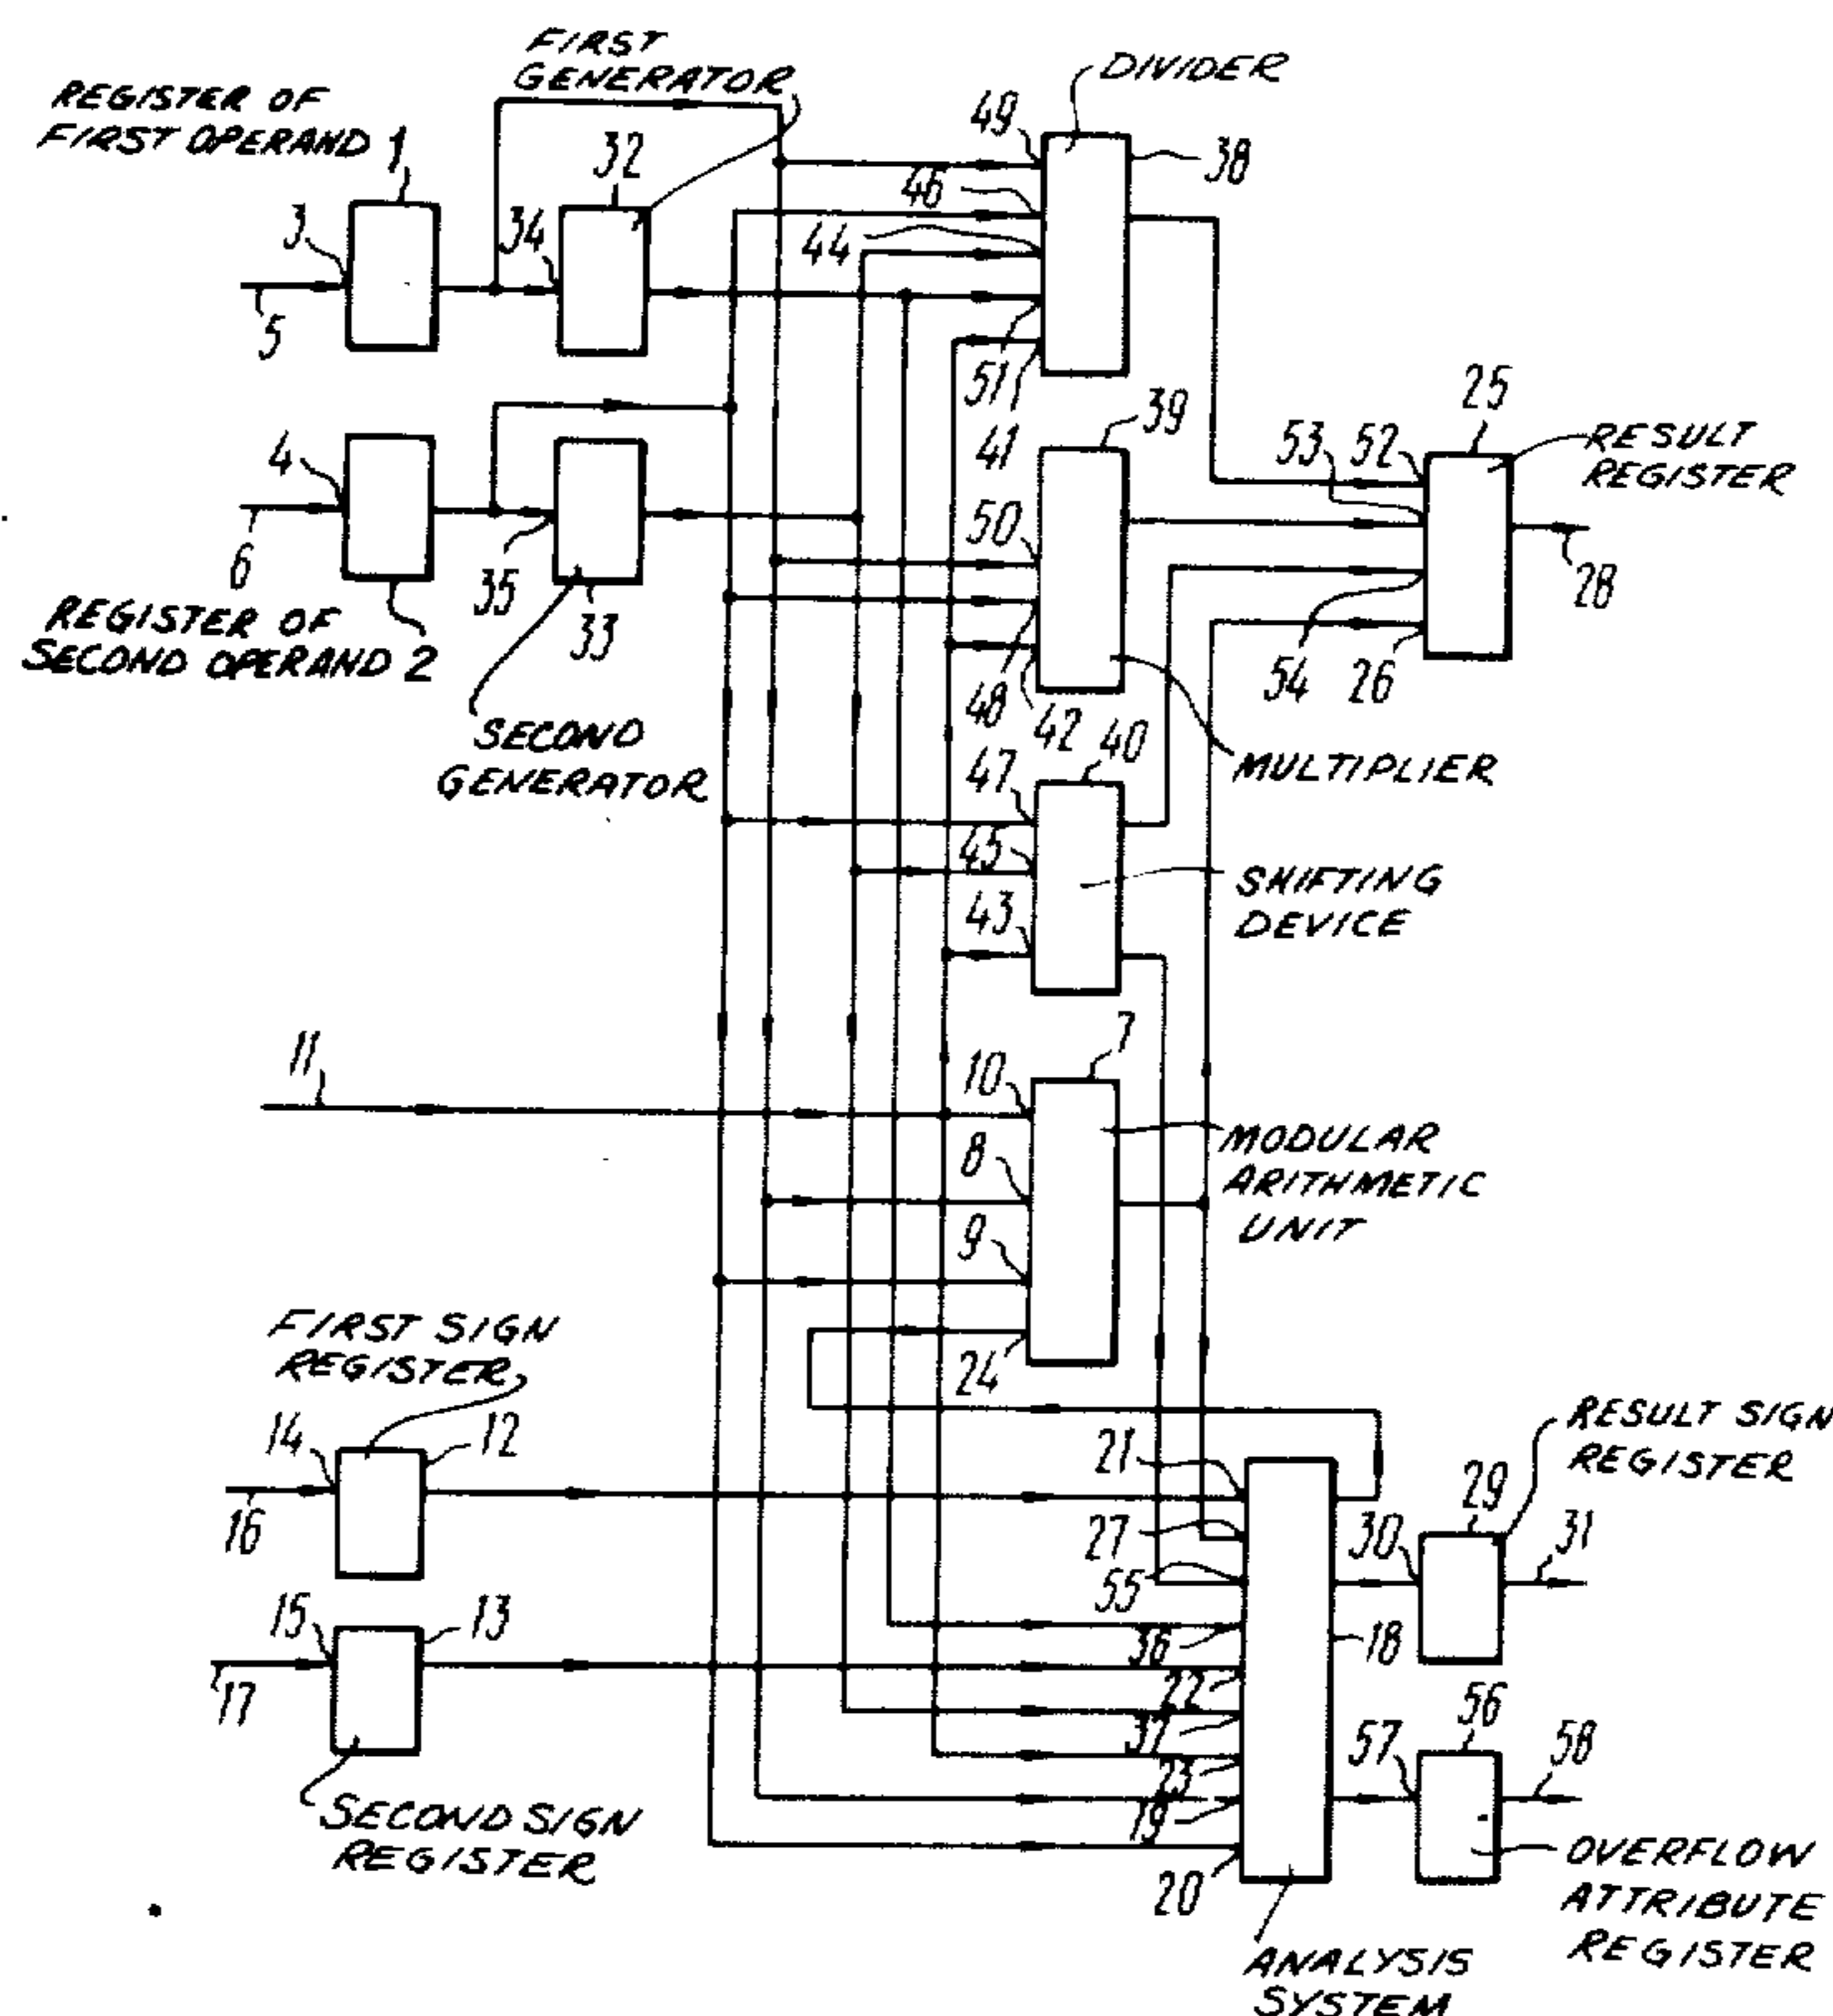 FIRST
GENERATOR
DIVIDER
REGISTER OF
FIRST OPERAND 1
32
49
38
46
3
34
44
5
51
41
39
25
RESULT
REGISTER
4
53
52
50
6
35
33
28
REGISTER OF
SECOND OPERAND 2
48
42
40
54
26
SECOND
GENERATOR
47
MULTIPLIER
45
SHIFTING
DEVICE
43
11
7
10
8
MODULAR
ARITHMETIC
UNIT
9
FIRST SIGN
REGISTER
24
14
12
21
RESULT SIGN
REGISTER
29
16
27
30
31
55
15
13
36
18
17
22
56
37
57
58
23
SECOND SIGN
REGISTER
19
20
OVERFLOW
ATTRIBUTE
REGISTER
ANALYSIS
SYSTEM